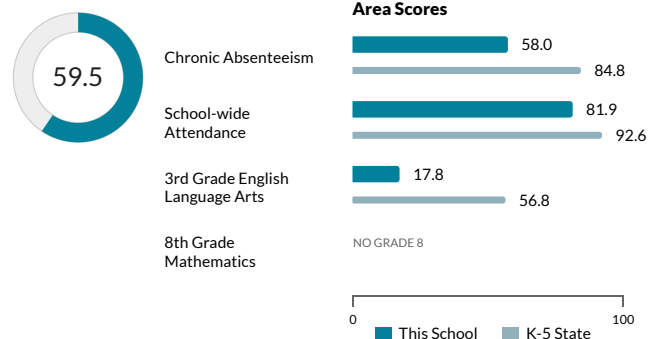 Area Scores
59.5
Chronic Absenteeism
58.0
84.8
School-wide
Attendance
81.9
92.6
3rd Grade English
Language Arts
17.8
56.8
8th Grade
Mathematics
NO GRADE 8
0
100
This School
K-5 State